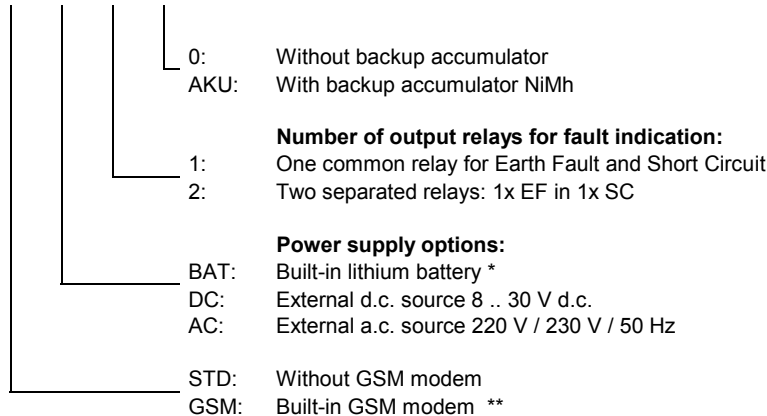 0: Without backup accumulator
AKU: With backup accumulator NiMh
Number of output relays for fault indication:
1: One common relay for Earth Fault and Short Circuit
2: Two separated relays: 1x EF in 1x SC
Power supply options:
BAT: Built-in lithium battery *
DC: External d.c. source 8 .. 30 V d.c.
AC: External a.c. source 220 V / 230 V / 50 Hz
STD: Without GSM modem
GSM: Built-in GSM modem **